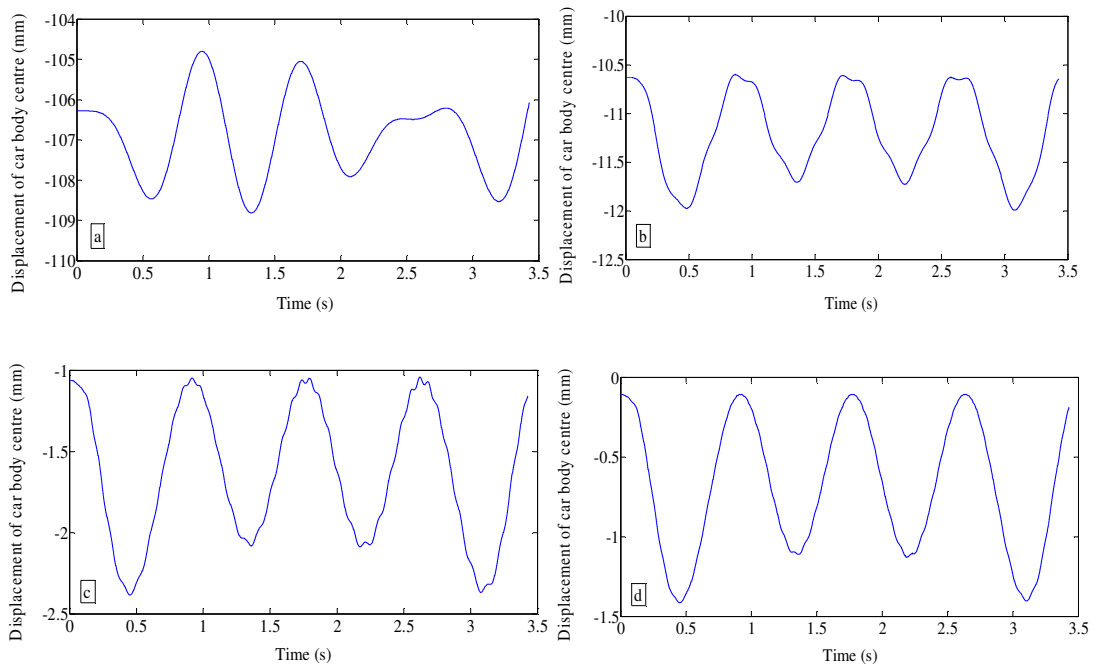 Displacement of car body centre (mm)
-104
-105
-106
-107
-108
-109
-110
a
0 0.5 1 1.5 2 2.5 3 3.5
Time (s)
Displacement of car body centre (mm)
-10
-10.5
-11
-11.5
-12
-12.5
b
0 0.5 1 1.5 2 2.5 3 3.5
Time (s)
Displacement of car body centre (mm)
-1
-1.5
-2
-2.5
c
0 0.5 1 1.5 2 2.5 3 3.5
Time (s)
Displacement of car body centre (mm)
0
-0.5
-1
-1.5
d
0 0.5 1 1.5 2 2.5 3 3.5
Time (s)